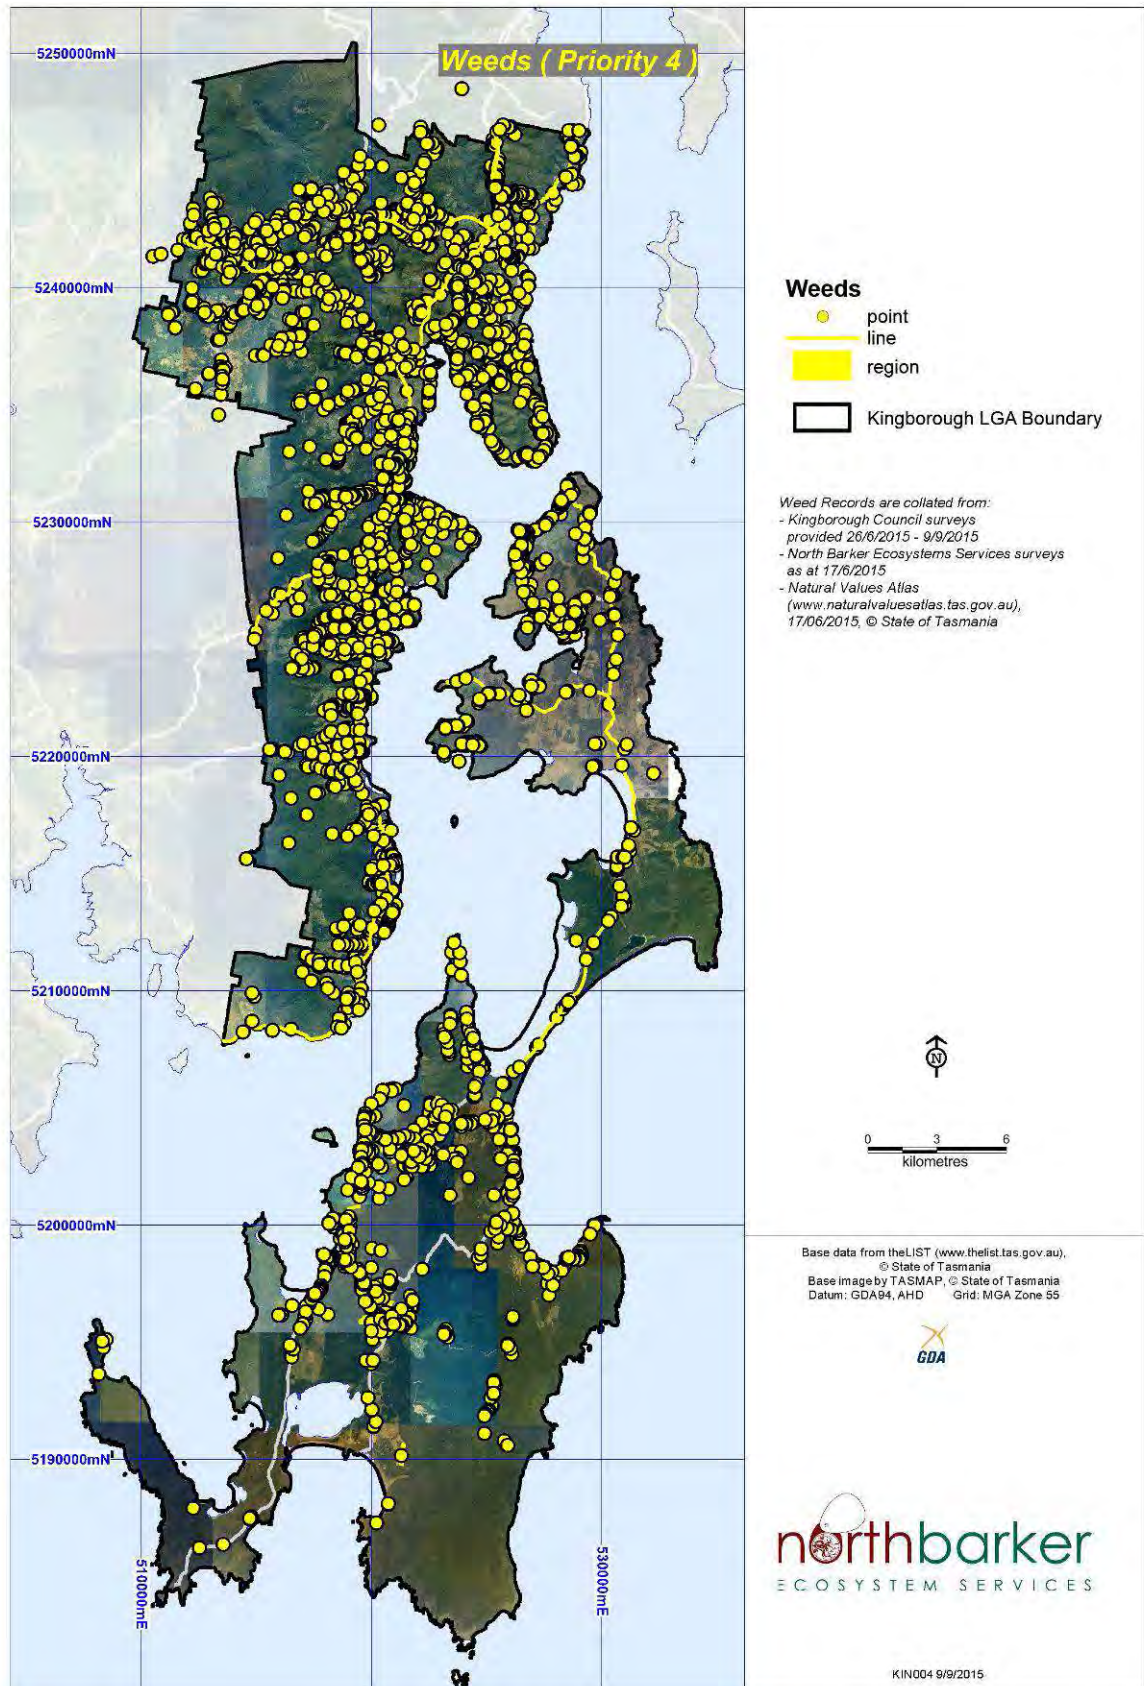 Weeds ( Priority 4 )
5250000mN
5240000mN
5230000mN
5220000mN
5210000mN
5200000mN
5190000mN
510000mE
530000mE
Weeds
point
line
region
Kingborough LGA Boundary
Weed Records are collated from:
- Kingborough Council surveys
provided 26/6/2015 - 9/9/2015
- North Barker Ecosystems Services surveys
as at 17/6/2015
- Natural Values Atlas
(www.naturalvaluesatlas.tas.gov.au),
17/06/2015, © State of Tasmania
N
0 3 6
kilometres
Base data from theLIST (www.thelist.tas.gov.au),
© State of Tasmania
Base image by TASMAP, © State of Tasmania
Datum: GDA94, AHD Grid: MGA Zone 55
GDA
northbarker
ECOSYSTEM SERVICES
KIN004 9/9/2015